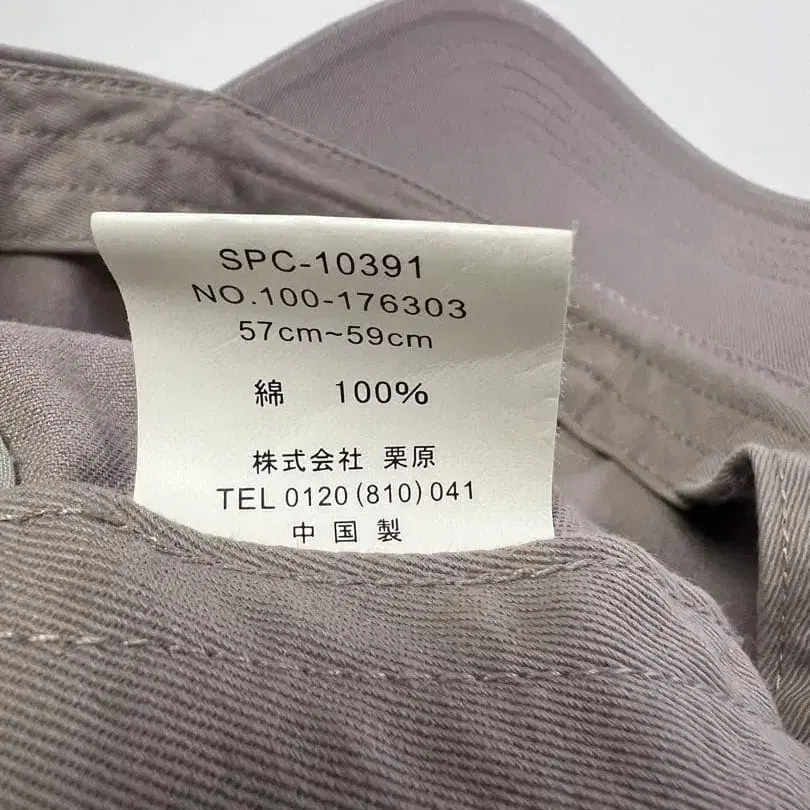 SPC-10391
NO.100-176303
57cm~59cm
綿 100%
株式会社 栗原
TEL 0120(810)041
中国製